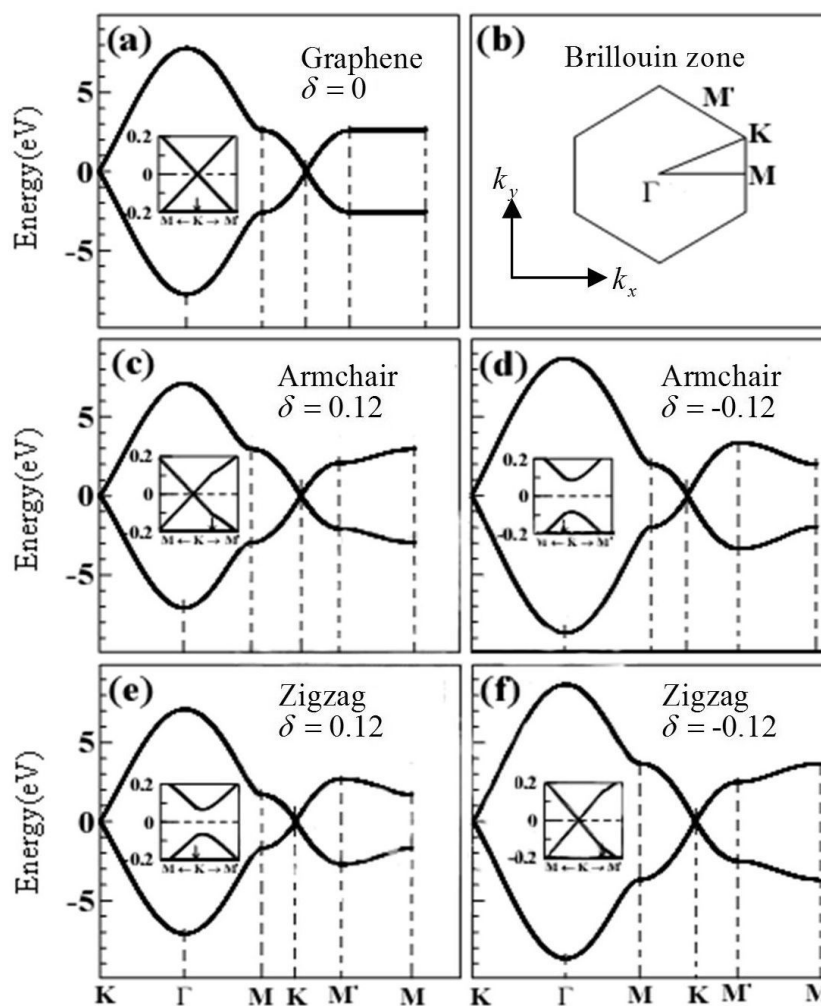 (a)
Graphene
δ = 0
Energy(eV)
5
0
-5
0.2
0
0.2
M ← K → M'
(b)
Brillouin zone
M'
K
M
Γ
k_y
k_x
(c)
Armchair
δ = 0.12
Energy(eV)
5
0
-5
0.2
0
-0.2
M ← K → M'
(d)
Armchair
δ = -0.12
0.2
0
-0.2
M ← K → M'
(e)
Zigzag
δ = 0.12
Energy(eV)
5
0
-5
0.2
0
-0.2
M ← K → M'
(f)
Zigzag
δ = -0.12
0.2
0
-0.2
M ← K → M'
K Γ M K M' M
K Γ M K M' M